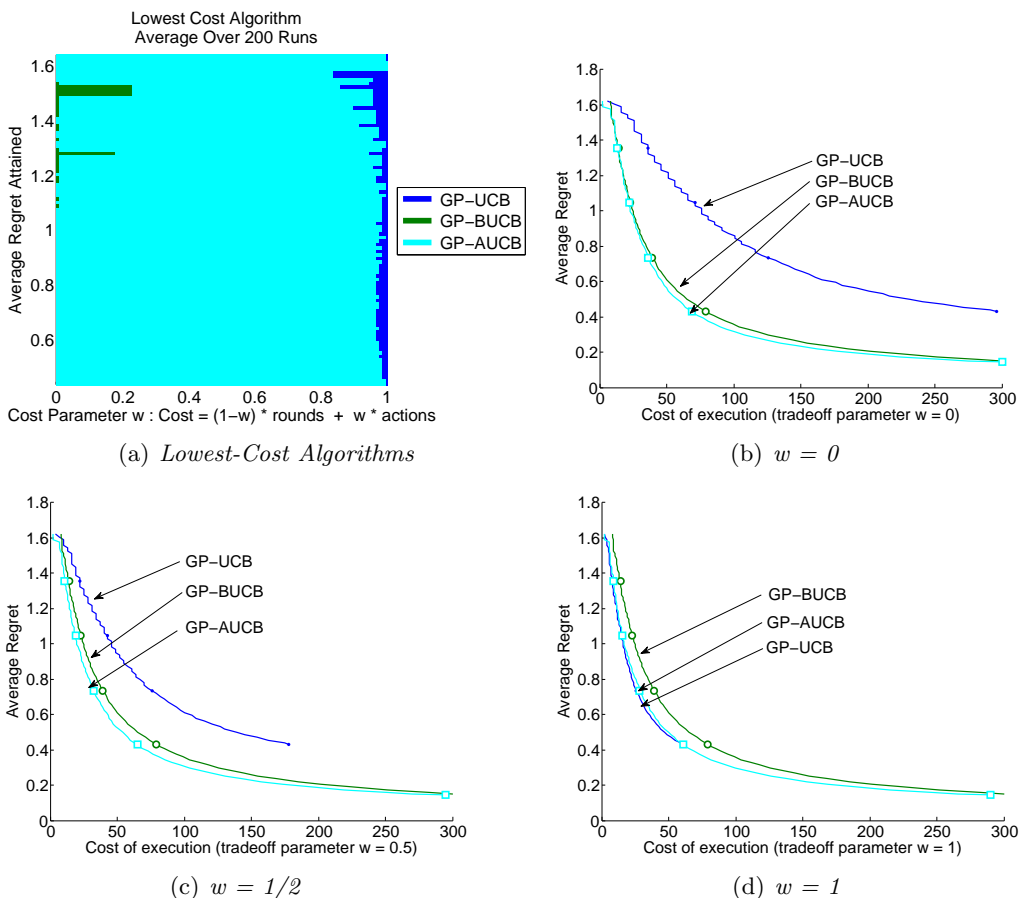 Lowest Cost Algorithm
Average Over 200 Runs
Average Regret Attained
1.6
1.4
1.2
1
0.8
0.6
0
0.2
0.4
0.6
0.8
1
Cost Parameter w : Cost = (1−w) * rounds + w * actions
GP−UCB
GP−BUCB
GP−AUCB
(a) Lowest-Cost Algorithms
Average Regret
1.8
1.6
1.4
1.2
1
0.8
0.6
0.4
0.2
0
GP−UCB
GP−BUCB
GP−AUCB
0
50
100
150
200
250
300
Cost of execution (tradeoff parameter w = 0)
(b) w = 0
Average Regret
1.8
1.6
1.4
1.2
1
0.8
0.6
0.4
0.2
0
GP−UCB
GP−BUCB
GP−AUCB
0
50
100
150
200
250
300
Cost of execution (tradeoff parameter w = 0.5)
(c) w = 1/2
Average Regret
1.8
1.6
1.4
1.2
1
0.8
0.6
0.4
0.2
0
GP−BUCB
GP−AUCB
GP−UCB
0
50
100
150
200
250
300
Cost of execution (tradeoff parameter w = 1)
(d) w = 1